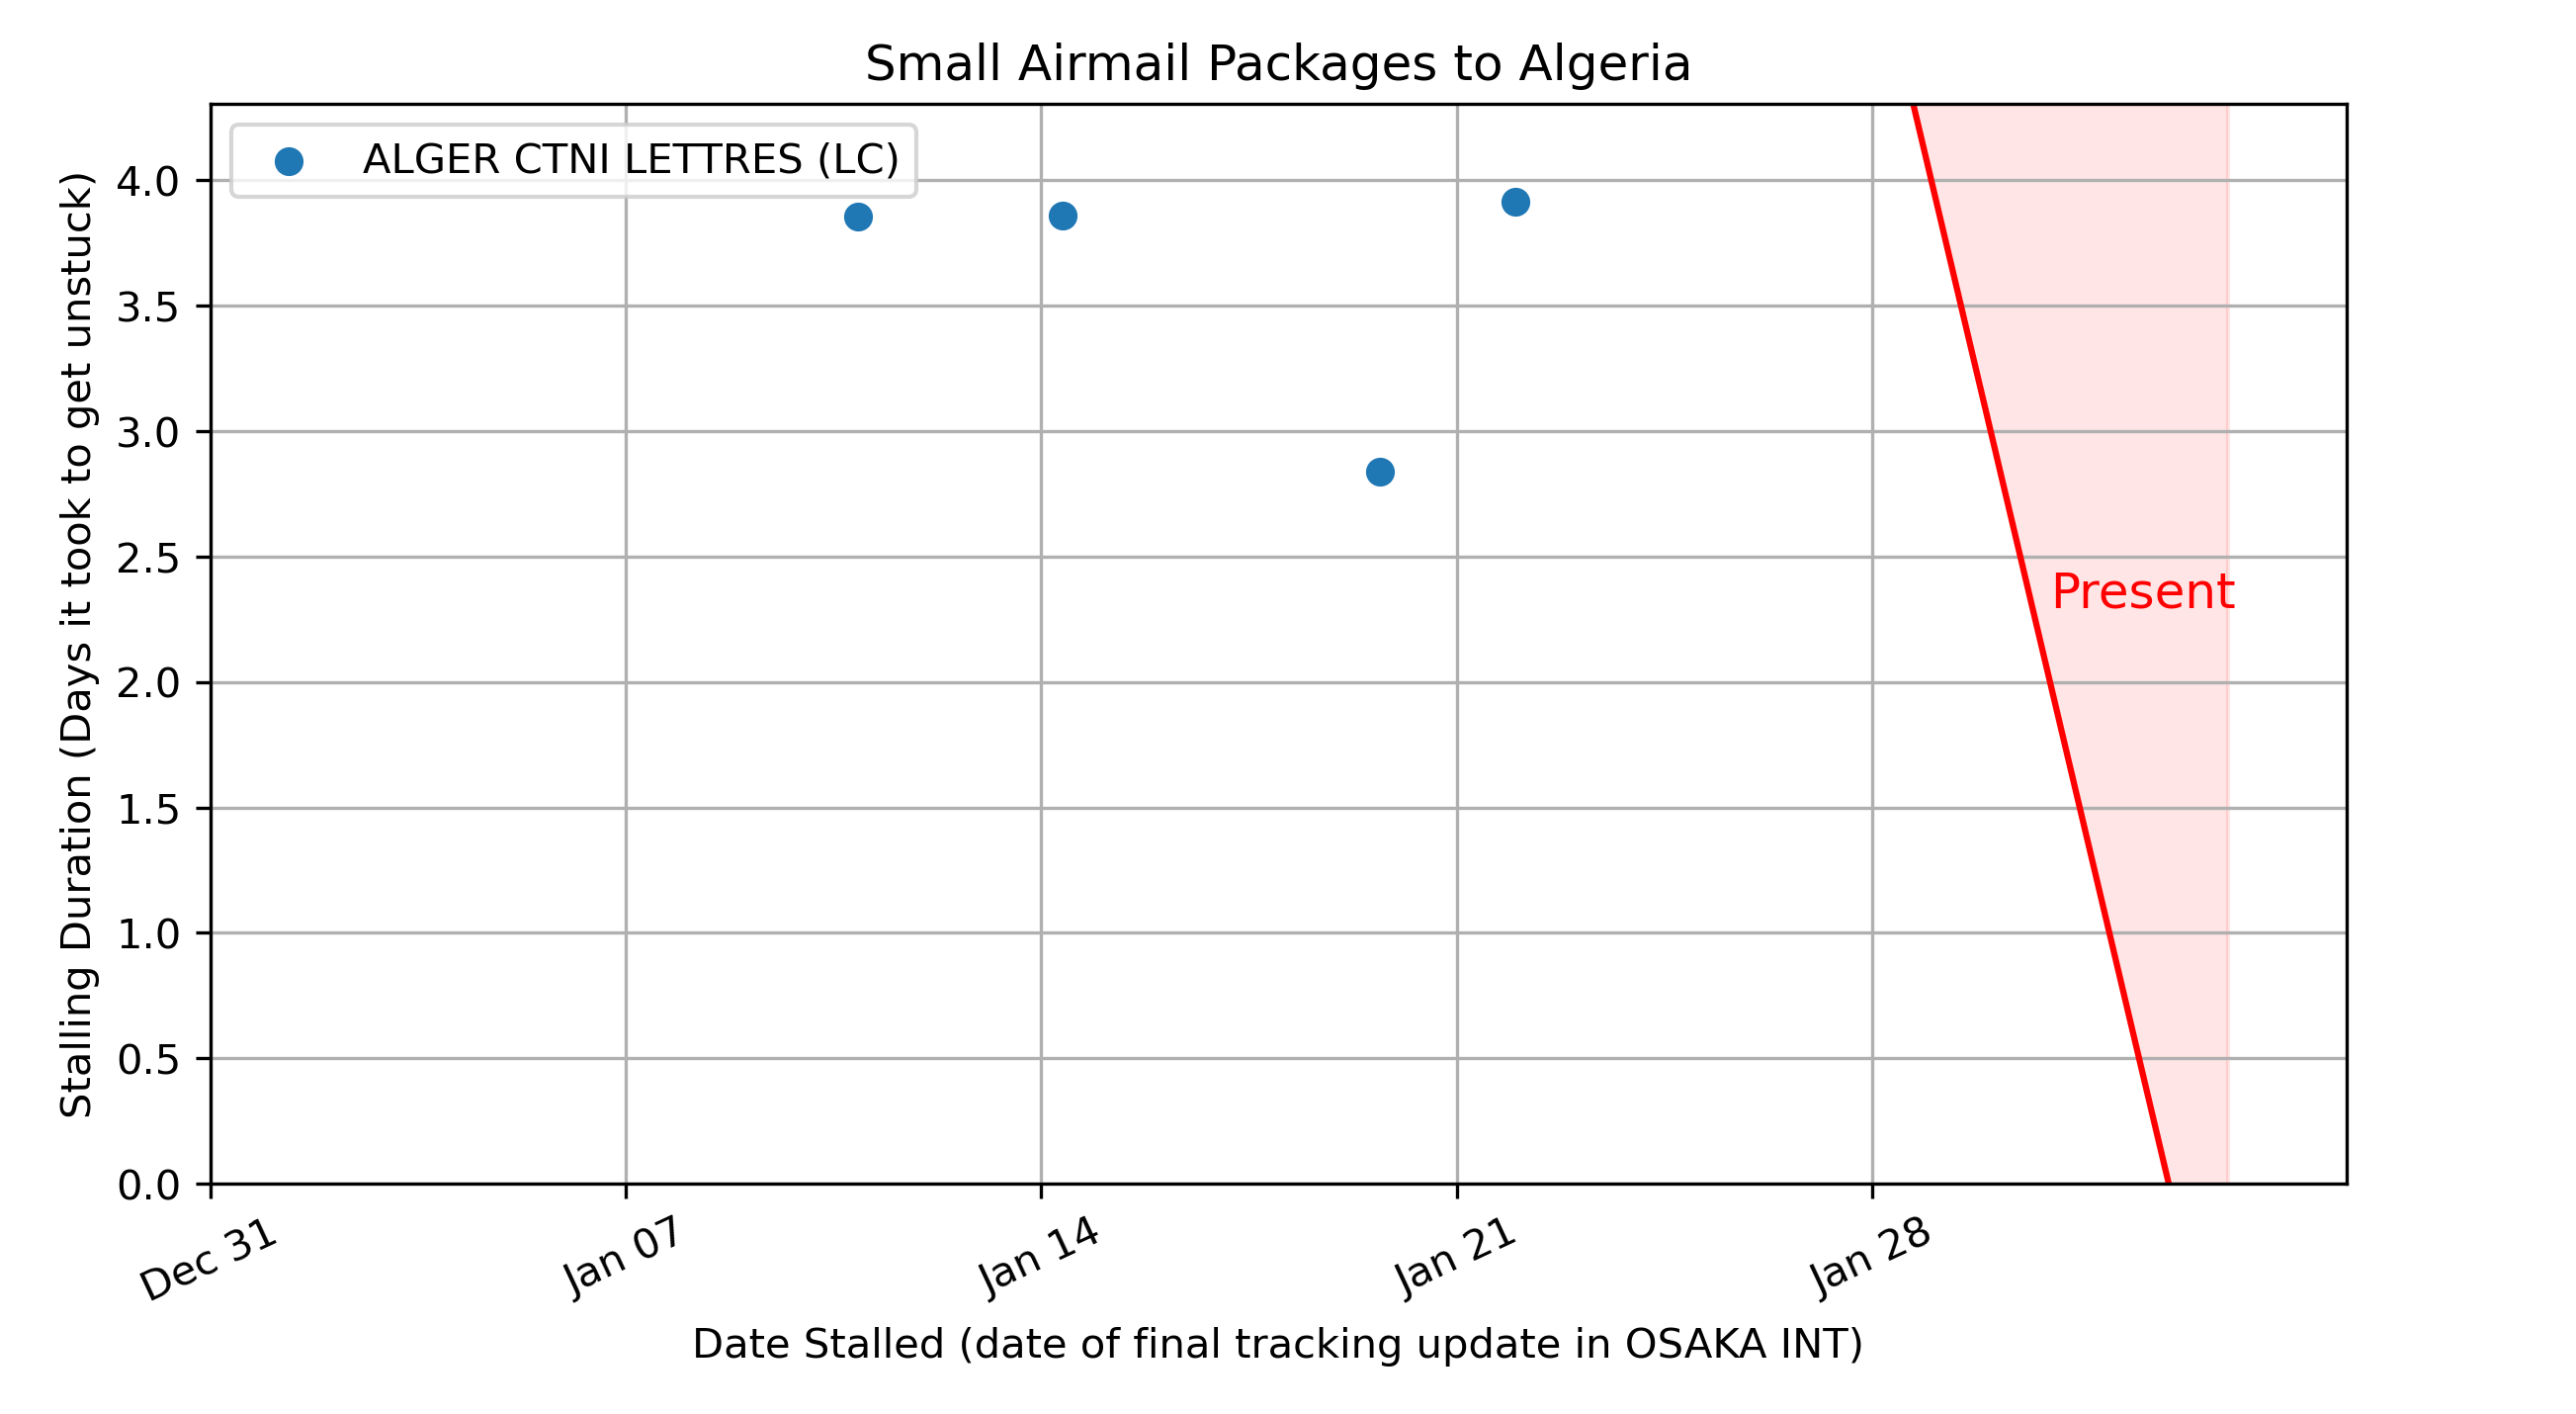 Small Airmail Packages to Algeria
ALGER CTNI LETTRES (LC)
Stalling Duration (Days it took to get unstuck)
4.0
3.5
3.0
2.5
2.0
1.5
1.0
0.5
0.0
Present
Dec 31
Jan 07
Jan 14
Jan 21
Jan 28
Date Stalled (date of final tracking update in OSAKA INT)